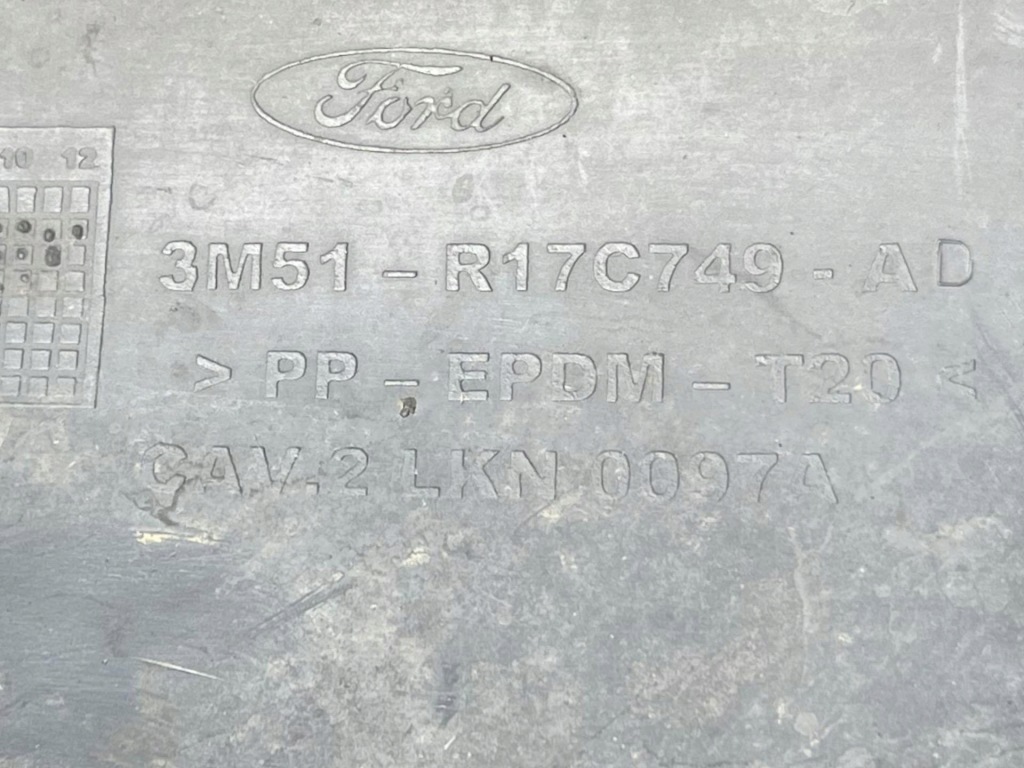 Ford
10 12
3M51 - R17C749 - AD
> PP - EPDM - T20 <
CAV.2 LKN 0097A